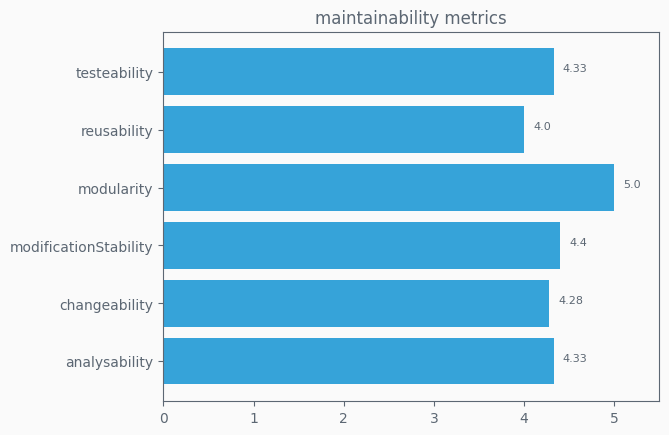 maintainability metrics
testeability 4.33
reusability 4.0
modularity 5.0
modificationStability 4.4
changeability 4.28
analysability 4.33
0 1 2 3 4 5